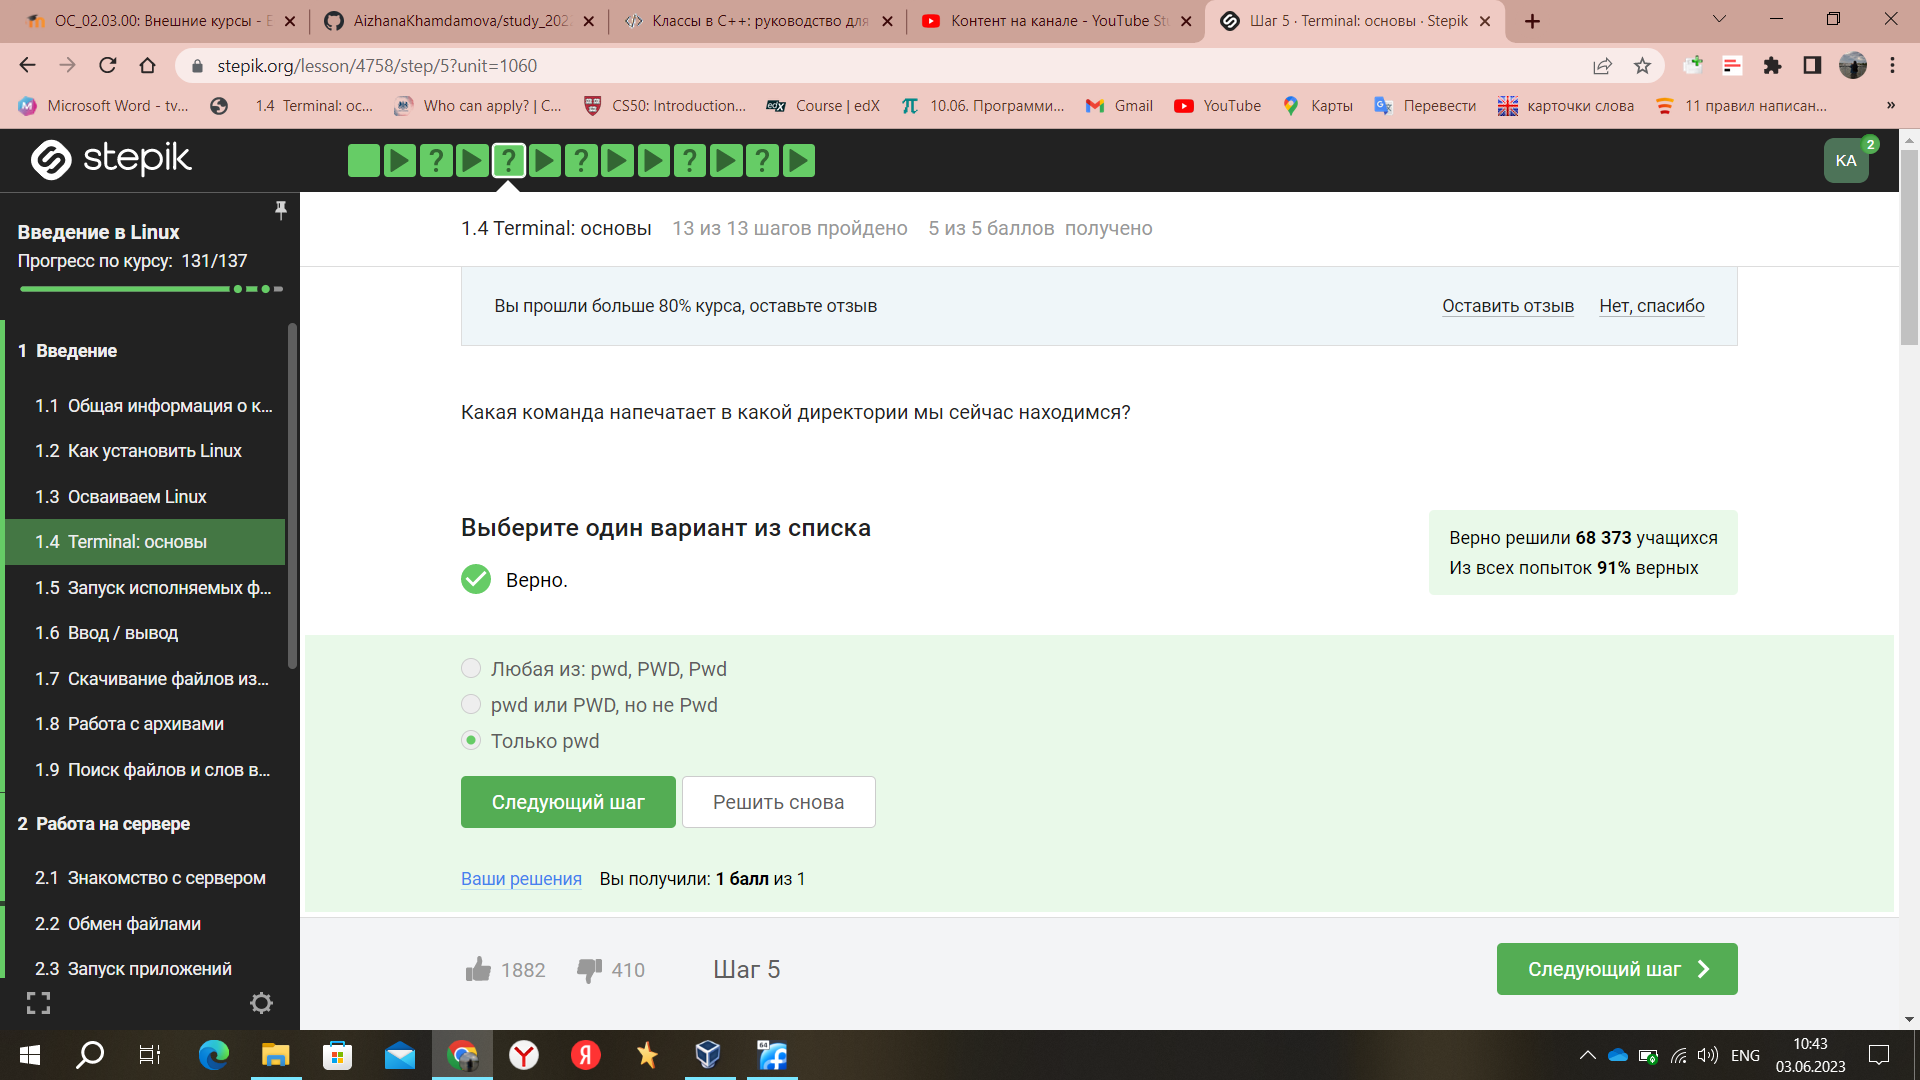 ОС_02.03.00: Внешние курсы - Е
AizhanaKhamdamova/study_202
Классы в С++: руководство для
Контент на канале - YouTube St
Шаг 5 · Terminal: основы · Stepik
stepik.org/lesson/4758/step/5?unit=1060
Microsoft Word - tv...
1.4 Terminal: ос...
Who can apply? | C...
CS50: Introduction...
edX
Course | edX
10.06. Программи...
Gmail
YouTube
Карты
Перевести
карточки слова
11 правил написан...
»
stepik
? ? ? ? ?
KA
2
Введение в Linux
Прогресс по курсу: 131/137
1 Введение
1.1 Общая информация о к...
1.2 Как установить Linux
1.3 Осваиваем Linux
1.4 Terminal: основы
1.5 Запуск исполняемых ф...
1.6 Ввод / вывод
1.7 Скачивание файлов из...
1.8 Работа с архивами
1.9 Поиск файлов и слов в...
2 Работа на сервере
2.1 Знакомство с сервером
2.2 Обмен файлами
2.3 Запуск приложений
1.4 Terminal: основы 13 из 13 шагов пройдено 5 из 5 баллов получено
Вы прошли больше 80% курса, оставьте отзыв
Оставить отзыв
Нет, спасибо
Какая команда напечатает в какой директории мы сейчас находимся?
Выберите один вариант из списка
Верно.
Верно решили 68 373 учащихся
Из всех попыток 91% верных
Любая из: pwd, PWD, Pwd
pwd или PWD, но не Pwd
Только pwd
Следующий шаг
Решить снова
Ваши решения Вы получили: 1 балл из 1
1882
410
Шаг 5
Следующий шаг
Я
64
ENG
10:43
03.06.2023